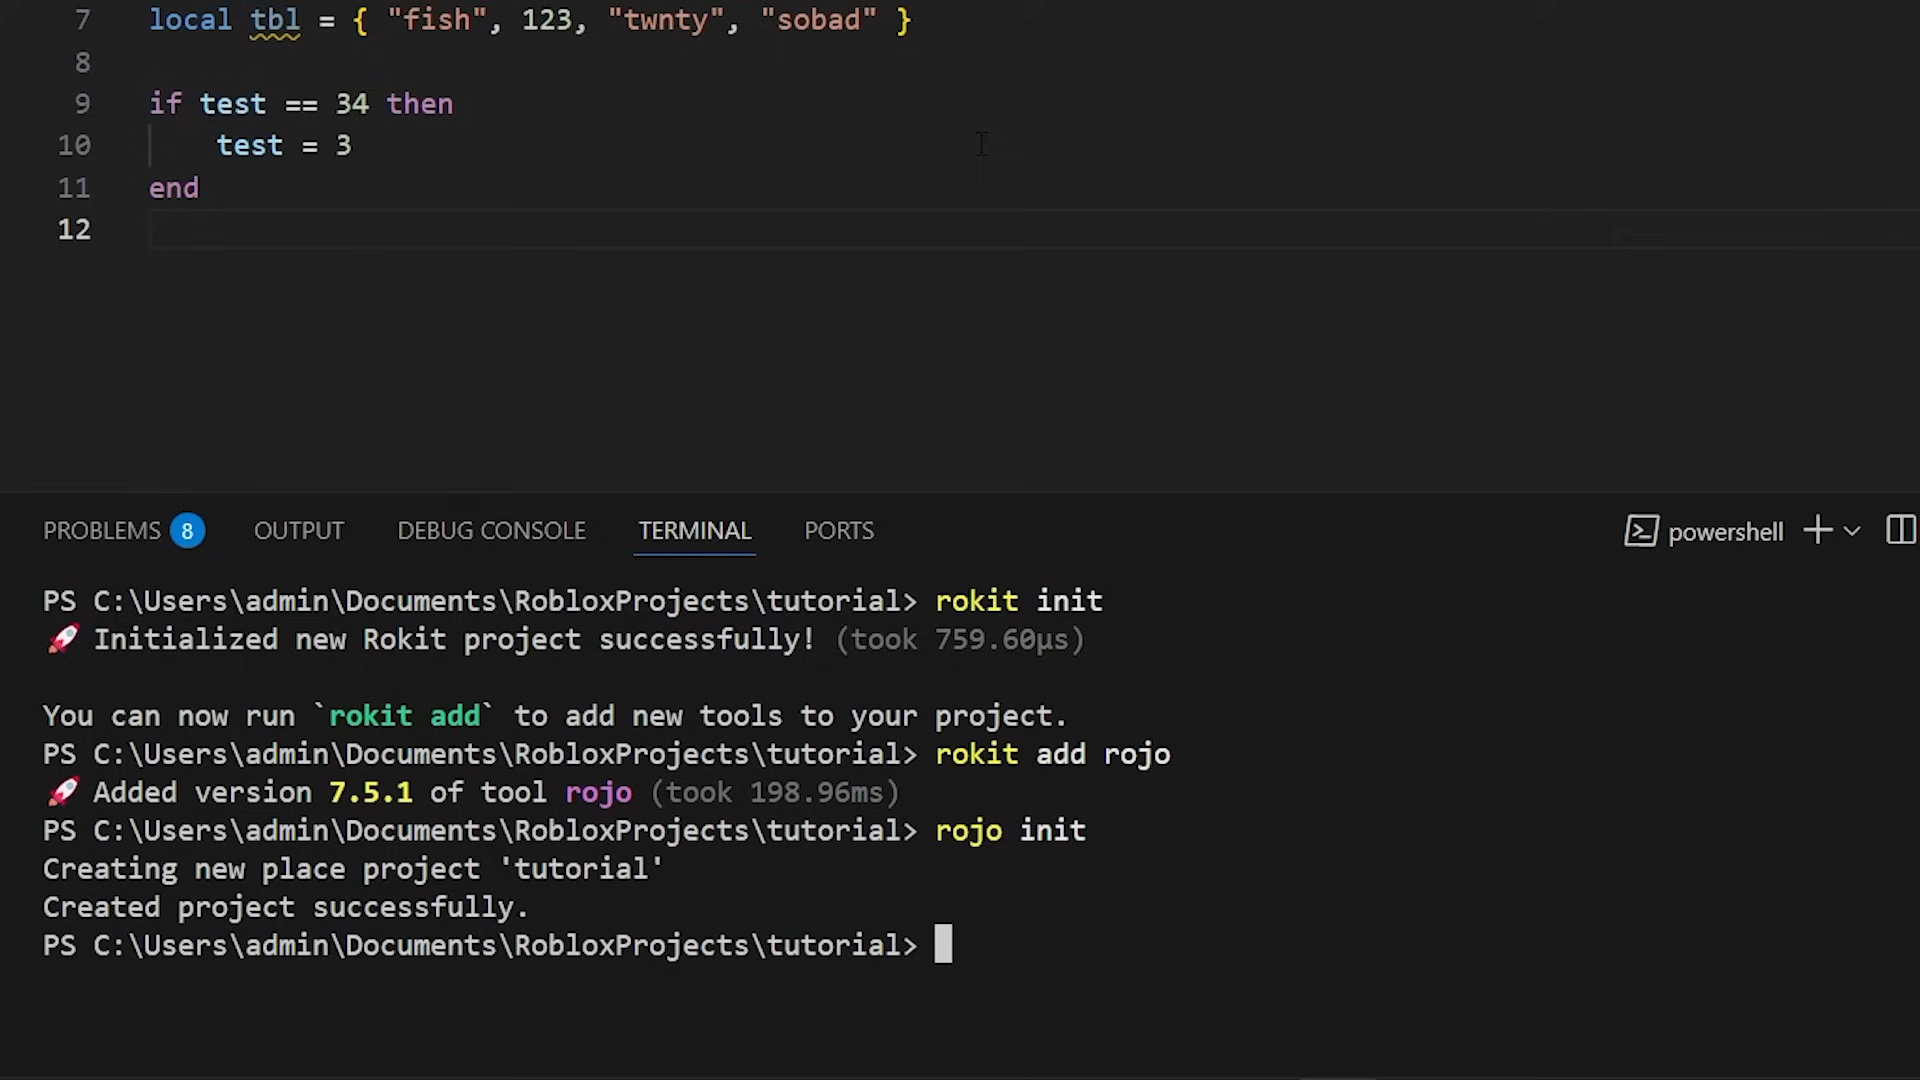 7 local tbl = { "fish", 123, "twnty", "sobad" }
8
9 if test == 34 then
10 test = 3
11 end
12
PROBLEMS 8 OUTPUT DEBUG CONSOLE TERMINAL PORTS powershell
PS C:\Users\admin\Documents\RobloxProjects\tutorial> rokit init
🚀 Initialized new Rokit project successfully! (took 759.60µs)
You can now run `rokit add` to add new tools to your project.
PS C:\Users\admin\Documents\RobloxProjects\tutorial> rokit add rojo
🚀 Added version 7.5.1 of tool rojo (took 198.96ms)
PS C:\Users\admin\Documents\RobloxProjects\tutorial> rojo init
Creating new place project 'tutorial'
Created project successfully.
PS C:\Users\admin\Documents\RobloxProjects\tutorial>